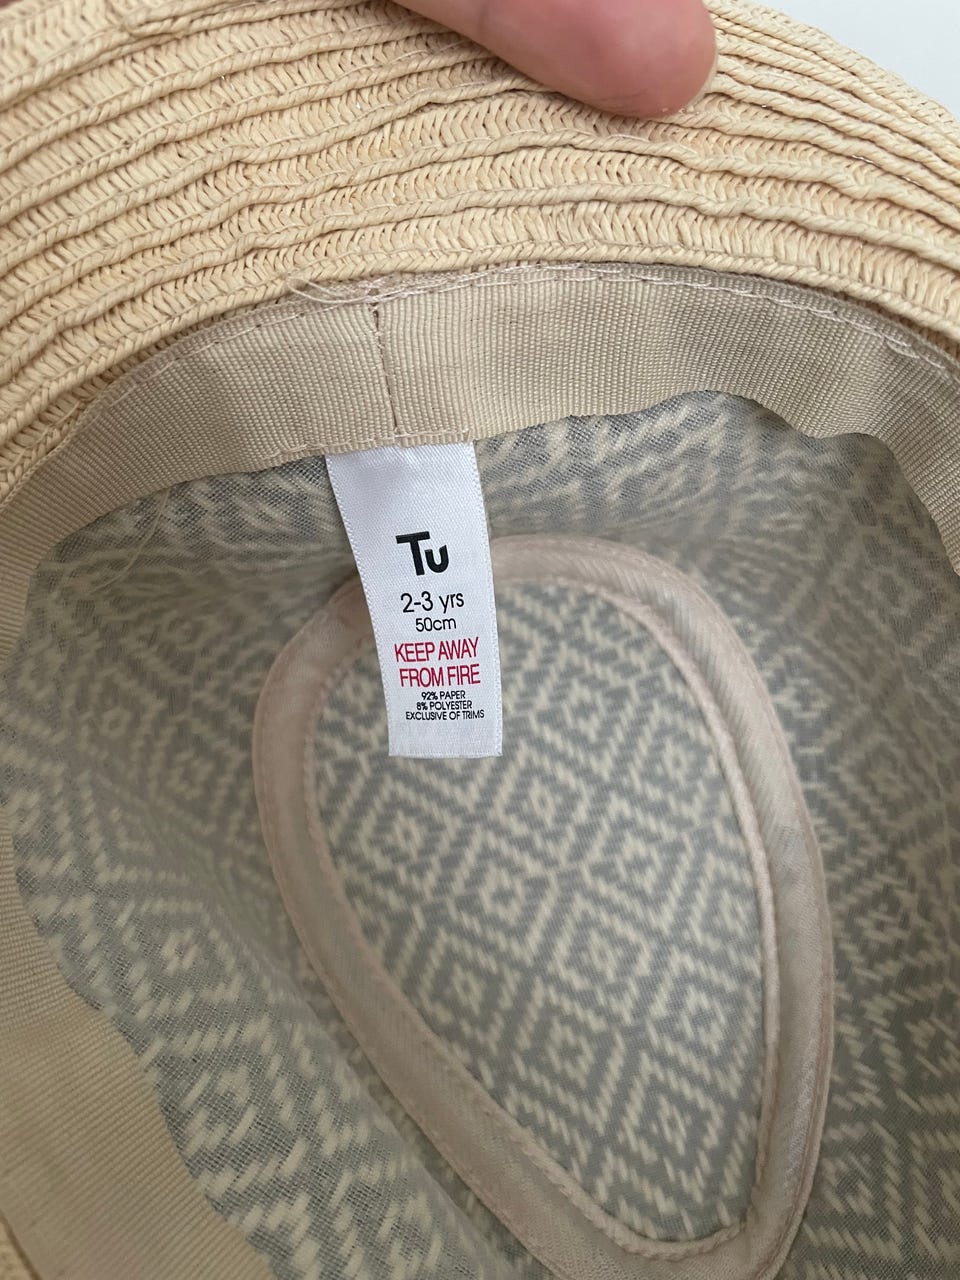 Tu
2-3 yrs
50cm
KEEP AWAY
FROM FIRE
92% PAPER
8% POLYESTER
EXCLUSIVE OF TRIMS